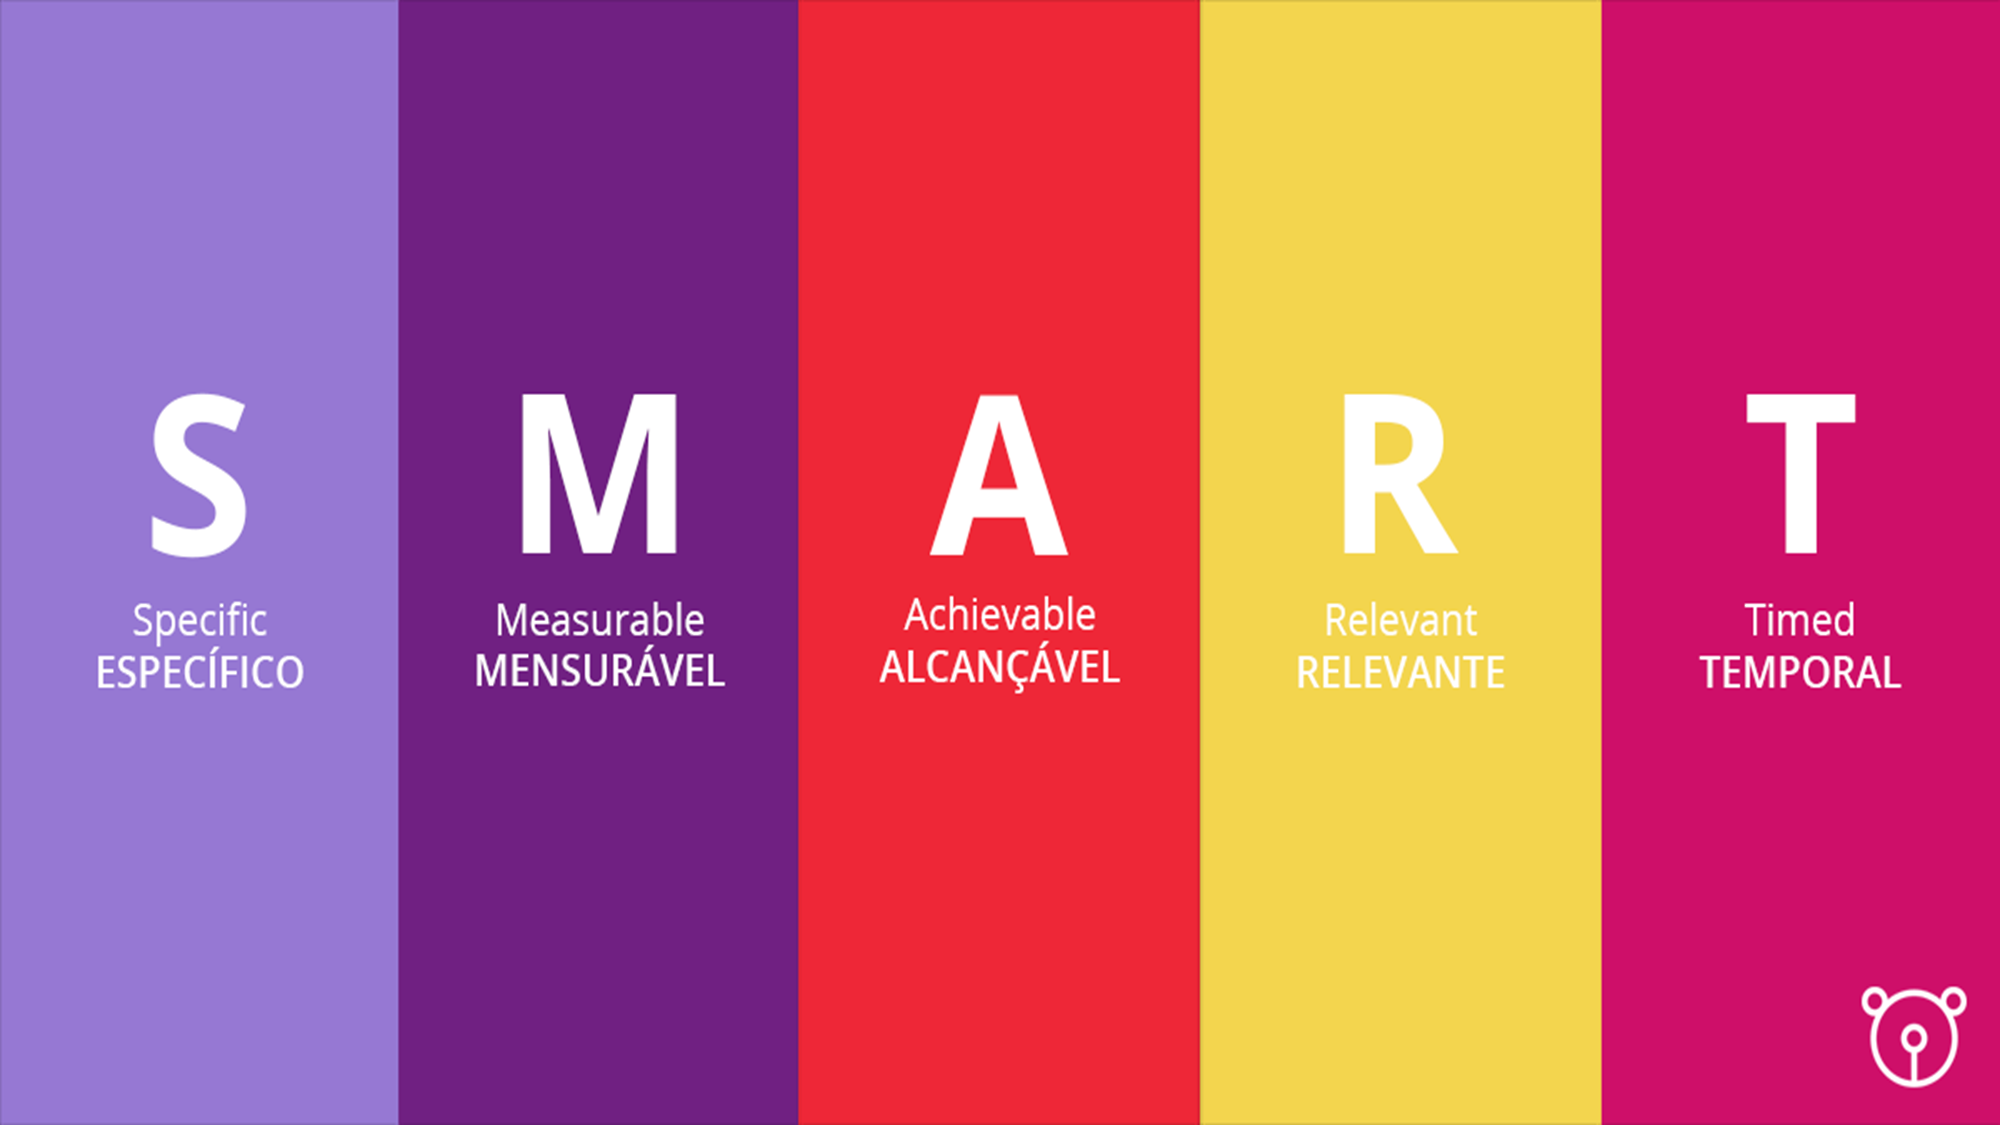 S
Specific
ESPECÍFICO
M
Measurable
MENSURÁVEL
A
Achievable
ALCANÇÁVEL
R
Relevant
RELEVANTE
T
Timed
TEMPORAL